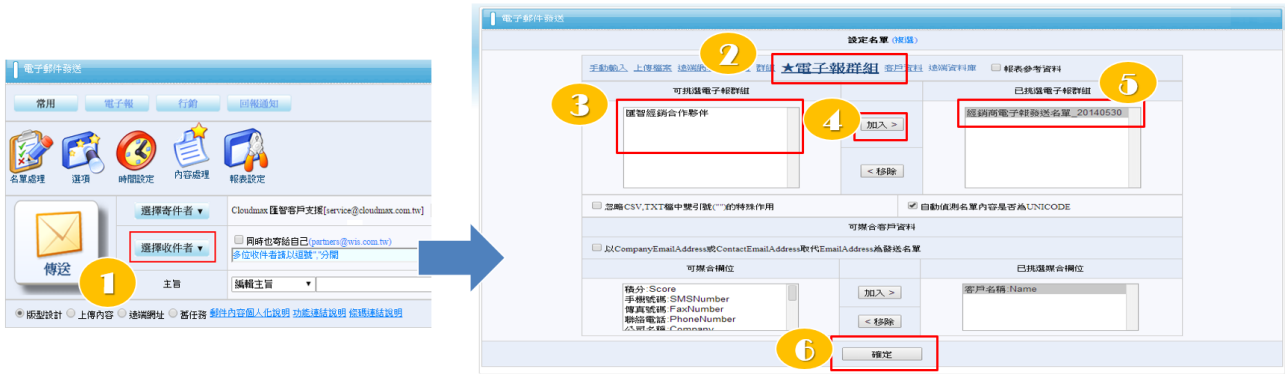 電子郵件發送
常用
電子報
行銷
回報通知
名單處理
選項
時間設定
內容處理
報表設定
選擇寄件者 ▼
Cloudmax 匯智客戶支援[service@cloudmax.com.tw]
選擇收件者 ▼
同時也寄給自己(partners@wis.com.tw)
多位收件者請以逗號","分開
傳送
1
主旨
編輯主旨 ▼
版型設計 上傳內容 遠端網址 舊任務 郵件內容個人化說明 功能連結說明 條碼連結說明
電子郵件發送
設定名單 (複選)
2
手動輸入 上傳檔案 遠端網 群組 ★電子報群組 客戶資料 遠端資料庫 報表參考資料
可挑選電子報群組
已挑選電子報群組
3
匯智經銷合作夥伴
4
加入 >
5
經銷商電子報發送名單_20140530
< 移除
忽略CSV,TXT檔中雙引號("")的特殊作用
自動偵測名單內容是否為UNICODE
可媒合客戶資料
以CompanyEmailAddress或ContactEmailAddress取代EmailAddress為發送名單
可媒合欄位
已挑選媒合欄位
積分:Score
手機號碼:SMSNumber
傳真號碼:FaxNumber
聯絡電話:PhoneNumber
公司名稱:Company
加入 >
< 移除
客戶名稱:Name
6
確定